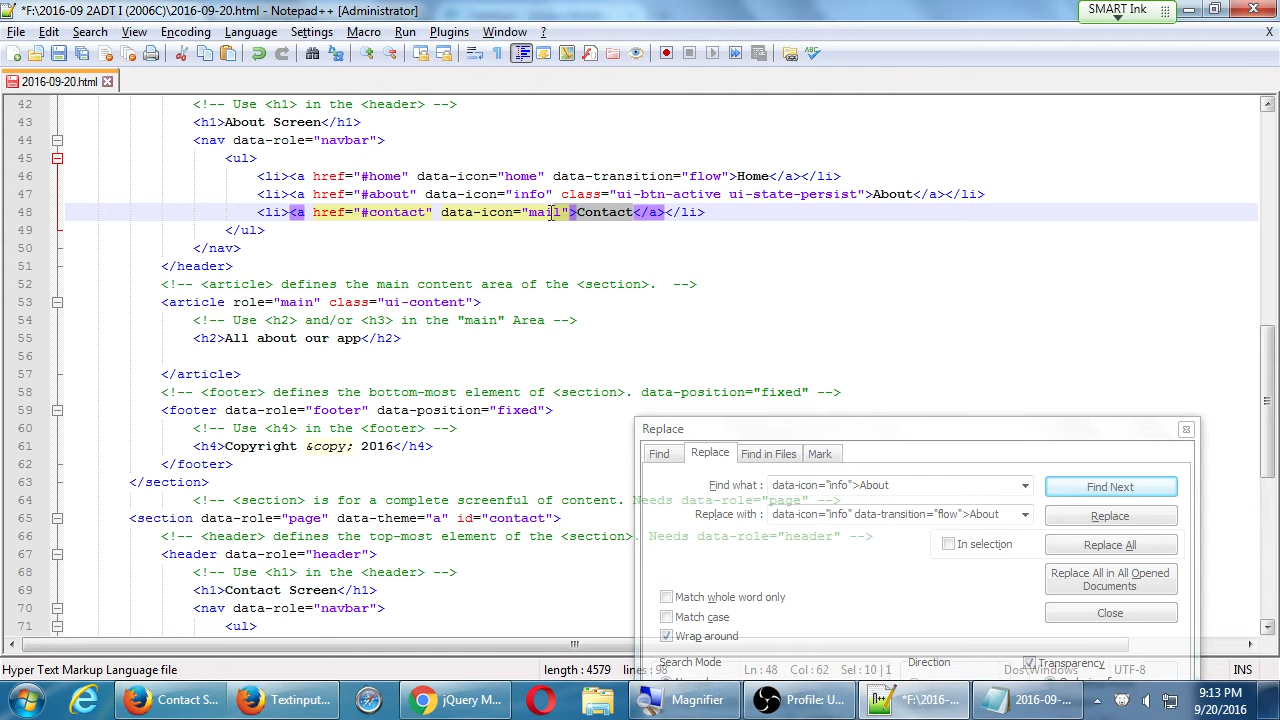 *F:\2016-09 2ADT I (2006C)\2016-09-20.html - Notepad++ [Administrator]
SMART Ink
File Edit Search View Encoding Language Settings Macro Run Plugins Window ? X
2016-09-20.html
42 <!-- Use <h1> in the <header> -->
43 <h1>About Screen</h1>
44 <nav data-role="navbar">
45 <ul>
46 <li><a href="#home" data-icon="home" data-transition="flow">Home</a></li>
47 <li><a href="#about" data-icon="info" class="ui-btn-active ui-state-persist">About</a></li>
48 <li><a href="#contact" data-icon="mail">Contact</a></li>
49 </ul>
50 </nav>
51 </header>
52 <!-- <article> defines the main content area of the <section>.  -->
53 <article role="main" class="ui-content">
54 <!-- Use <h2> and/or <h3> in the "main" Area -->
55 <h2>All about our app</h2>
56
57 </article>
58 <!-- <footer> defines the bottom-most element of <section>. data-position="fixed" -->
59 <footer data-role="footer" data-position="fixed">
60 <!-- Use <h4> in the <footer> -->
61 <h4>Copyright &copy; 2016</h4>
62 </footer>
63 </section>
64 <!-- <section> is for a complete screenful of content. Needs data-role="page" -->
65 <section data-role="page" data-theme="a" id="contact">
66 <!-- <header> defines the top-most element of the <section>. Needs data-role="header" -->
67 <header data-role="header">
68 <!-- Use <h1> in the <header> -->
69 <h1>Contact Screen</h1>
70 <nav data-role="navbar">
71 <ul>
Replace
Find Replace Find in Files Mark
Find what : data-icon="info">About Find Next
Replace with : data-icon="info" data-transition="flow">About Replace
In selection Replace All
Replace All in All Opened Documents
Match whole word only
Match case Close
Wrap around
Search Mode Direction Transparency
Hyper Text Markup Language file length : 4579 Ln : 48 Col : 62 Sel : 10 | 1 UTF-8 INS
Contact S... Textinput... jQuery M... Magnifier Profile: U... *F:\2016-... 2016-09-...
9:13 PM
9/20/2016